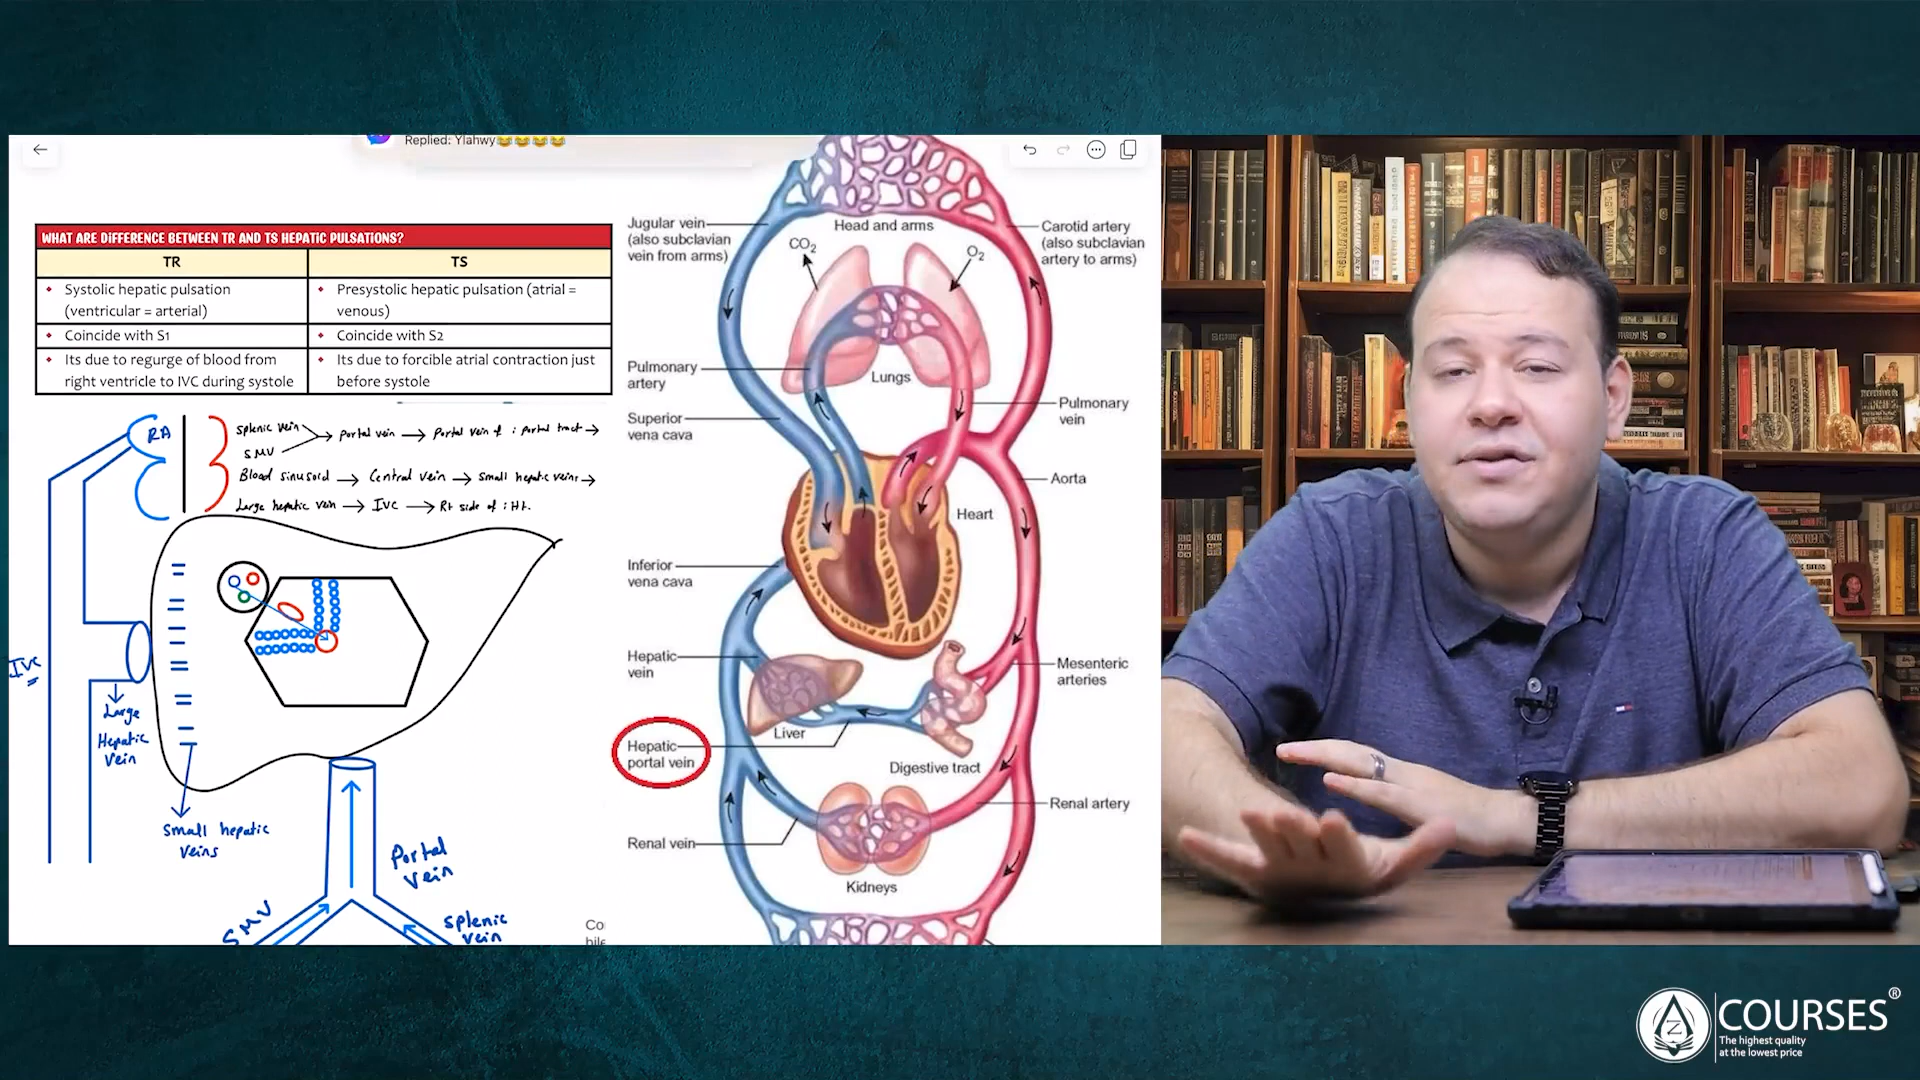 Replied: Ylahwy😂😂😂😂
WHAT ARE DIFFERENCE BETWEEN TR AND TS HEPATIC PULSATIONS?
TR
TS
Systolic hepatic pulsation
(ventricular = arterial)
Presystolic hepatic pulsation (atrial =
venous)
Coincide with S1
Coincide with S2
Its due to regurge of blood from
right ventricle to IVC during systole
Its due to forcible atrial contraction just
before systole
RA
splenic vein
SMV
→ portal vein → portal vein of : portal tract →
Blood sinusoid → Central vein → small hepatic veins →
Large hepatic vein → IVC → Rt side of : Ht.
IVC
Large
Hepatic
vein
Small hepatic
veins
Portal
vein
SMV
splenic
vein
Jugular vein
(also subclavian
vein from arms)
Head and arms
CO2
O2
Carotid artery
(also subclavian
artery to arms)
Pulmonary
artery
Lungs
Pulmonary
vein
Superior
vena cava
Aorta
Heart
Inferior
vena cava
Hepatic
vein
Mesenteric
arteries
Liver
Hepatic
portal vein
Digestive tract
Renal artery
Renal vein
Kidneys
Co
COURSES®
The highest quality
at the lowest price